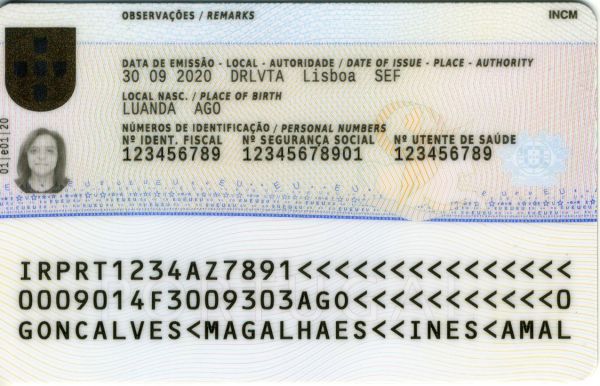 OBSERVAÇÕES / REMARKS
INCM
DATA DE EMISSÃO - LOCAL - AUTORIDADE / DATE OF ISSUE - PLACE - AUTHORITY
30 09 2020 DRLVTA Lisboa SEF
LOCAL NASC. / PLACE OF BIRTH
LUANDA AGO
NÚMEROS DE IDENTIFICAÇÃO / PERSONAL NUMBERS
Nº IDENT. FISCAL Nº SEGURANÇA SOCIAL Nº UTENTE DE SAÚDE
123456789 12345678901 123456789
01|e01|20
IRPRT1234AZ7891<<<<<<<<<<<<<<<
0009014F3009303AGO<<<<<<<<<<<0
GONCALVES<MAGALHAES<<INES<AMAL